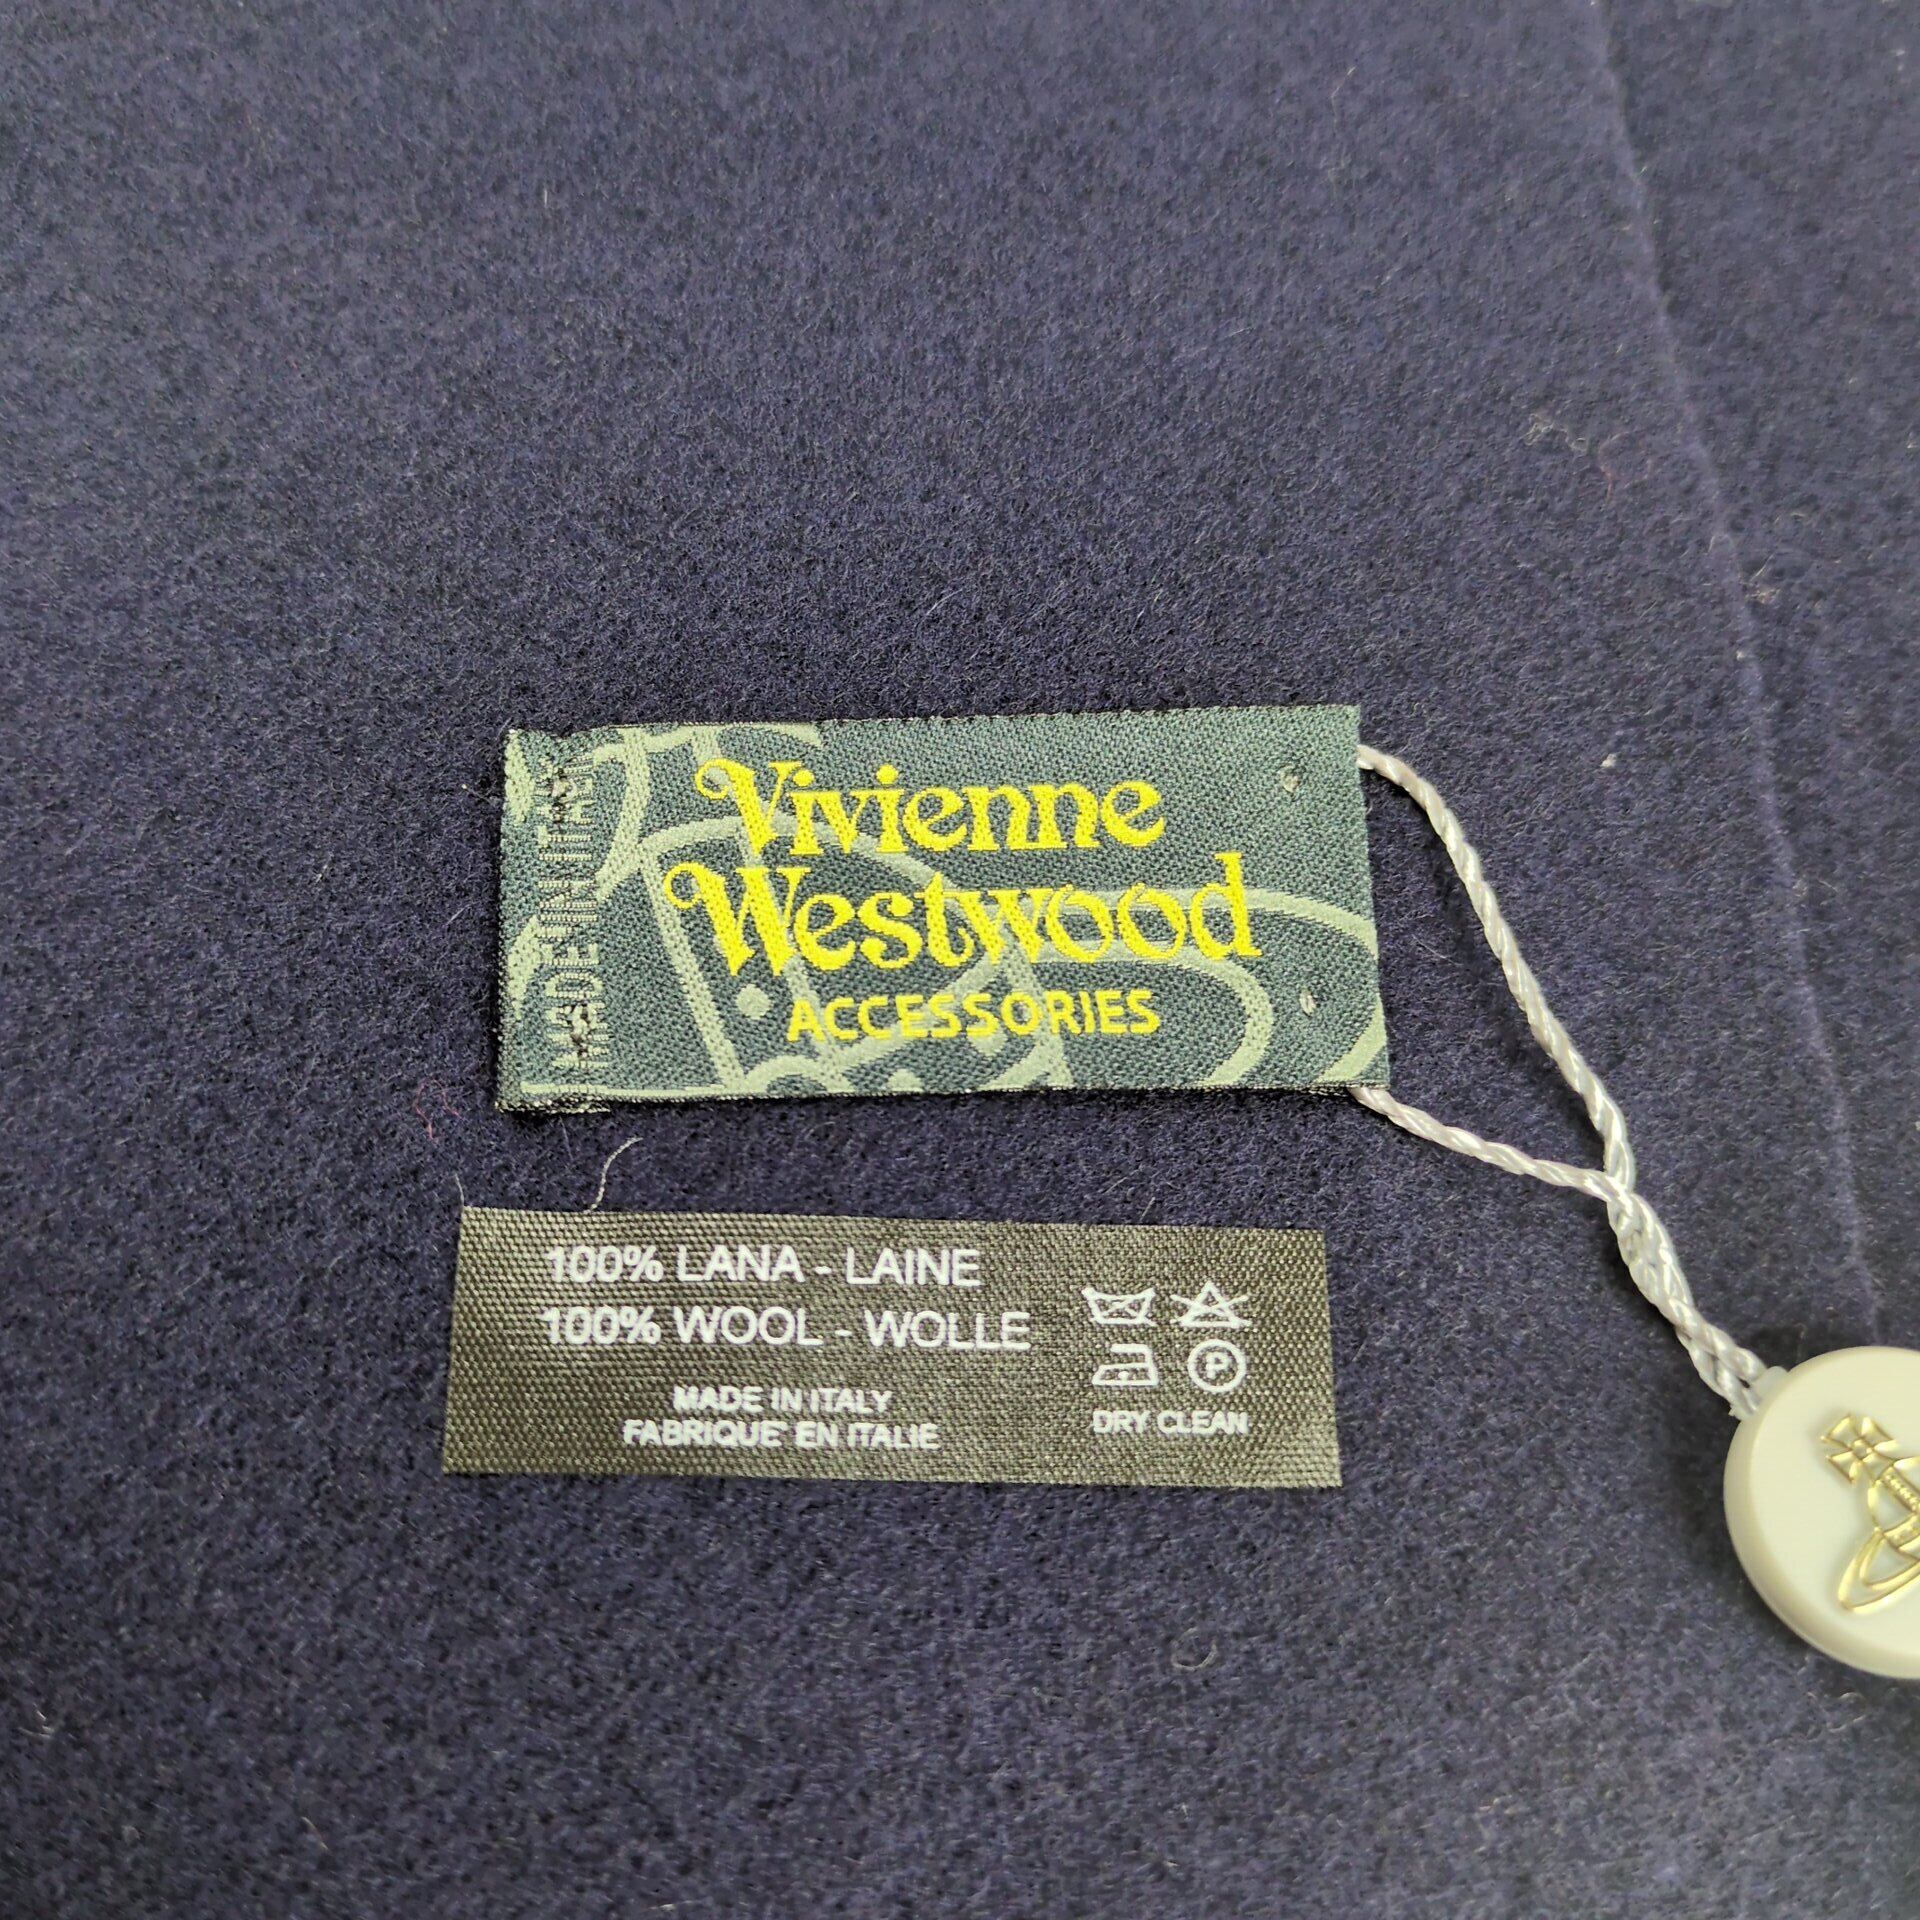 Vivienne
Westwood
ACCESSORIES
MADE IN ITALY
100% LANA - LAINE
100% WOOL - WOLLE
MADE IN ITALY
FABRIQUE EN ITALIE
P
DRY CLEAN